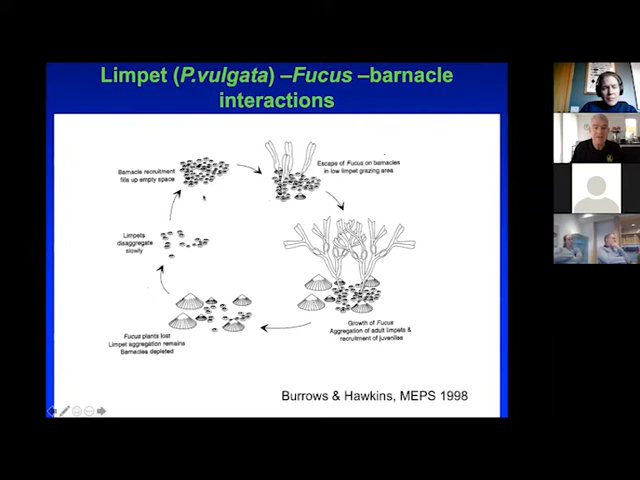 Limpet (P.vulgata) –Fucus –barnacle
interactions
Barnacle recruitment
fills up empty space
Escape of Fucus on barnacles
in low limpet grazing area
Limpets
disaggregate
slowly
Growth of Fucus
Aggregation of adult limpets &
recruitment of juveniles
Fucus plants lost
Limpet aggregation remains
Barnacles depleted
Burrows & Hawkins, MEPS 1998